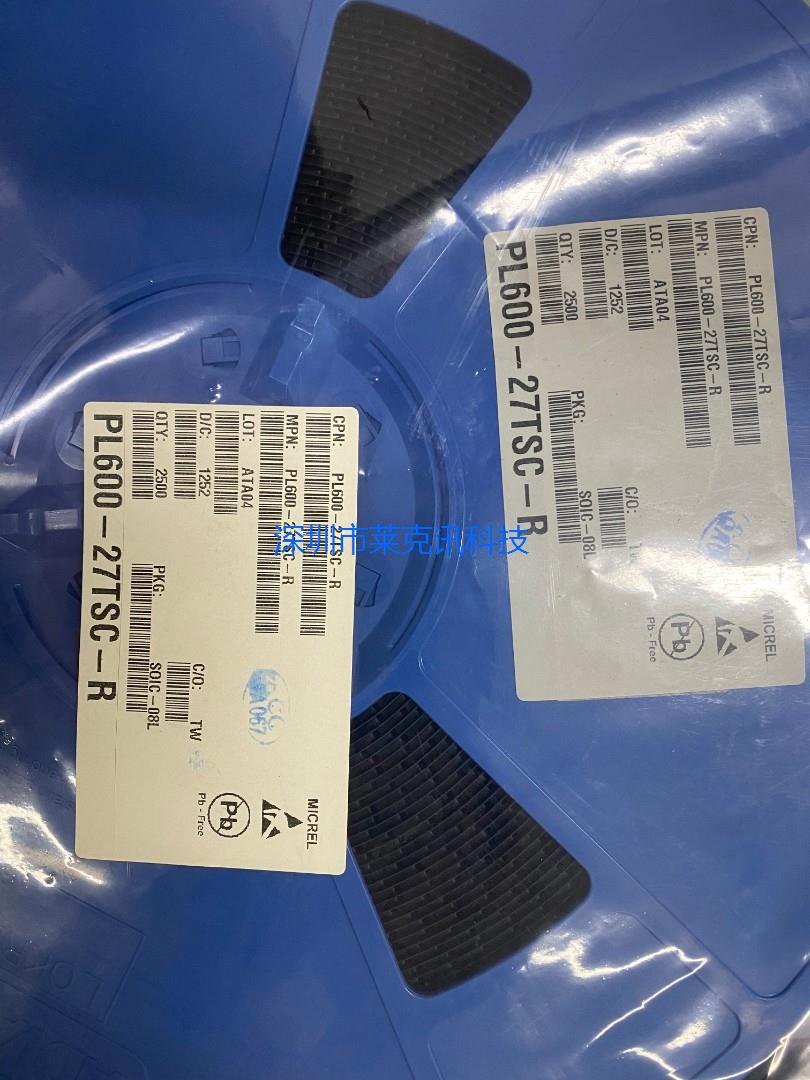 CPN: PL600-27TSC-R
MPN: PL600-27TSC-R
LOT: ATA04
D/C: 1252
QTY: 2500
PKG: SOIC-08L
C/O: TW
PL600-27TSC-R
Pb
Pb - Free
MICREL
CPN: PL600-27TSC-R
MPN: PL600-27TSC-R
LOT: ATA04
D/C: 1252
QTY: 2500
PKG: SOIC-08L
C/O: TW
PL600-27TSC-R
Pb
Pb - Free
MICREL
深圳市莱克讯科技